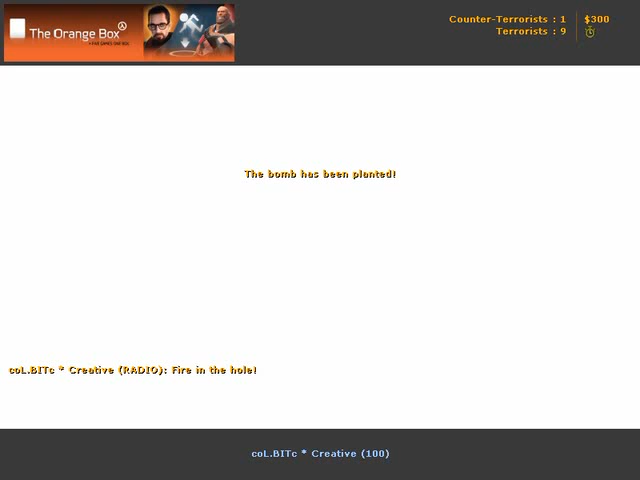 The Orange Box
Counter-Terrorists : 1
$300
Terrorists : 9
The bomb has been planted!
coL.BITc * Creative (RADIO): Fire in the hole!
coL.BITc * Creative (100)